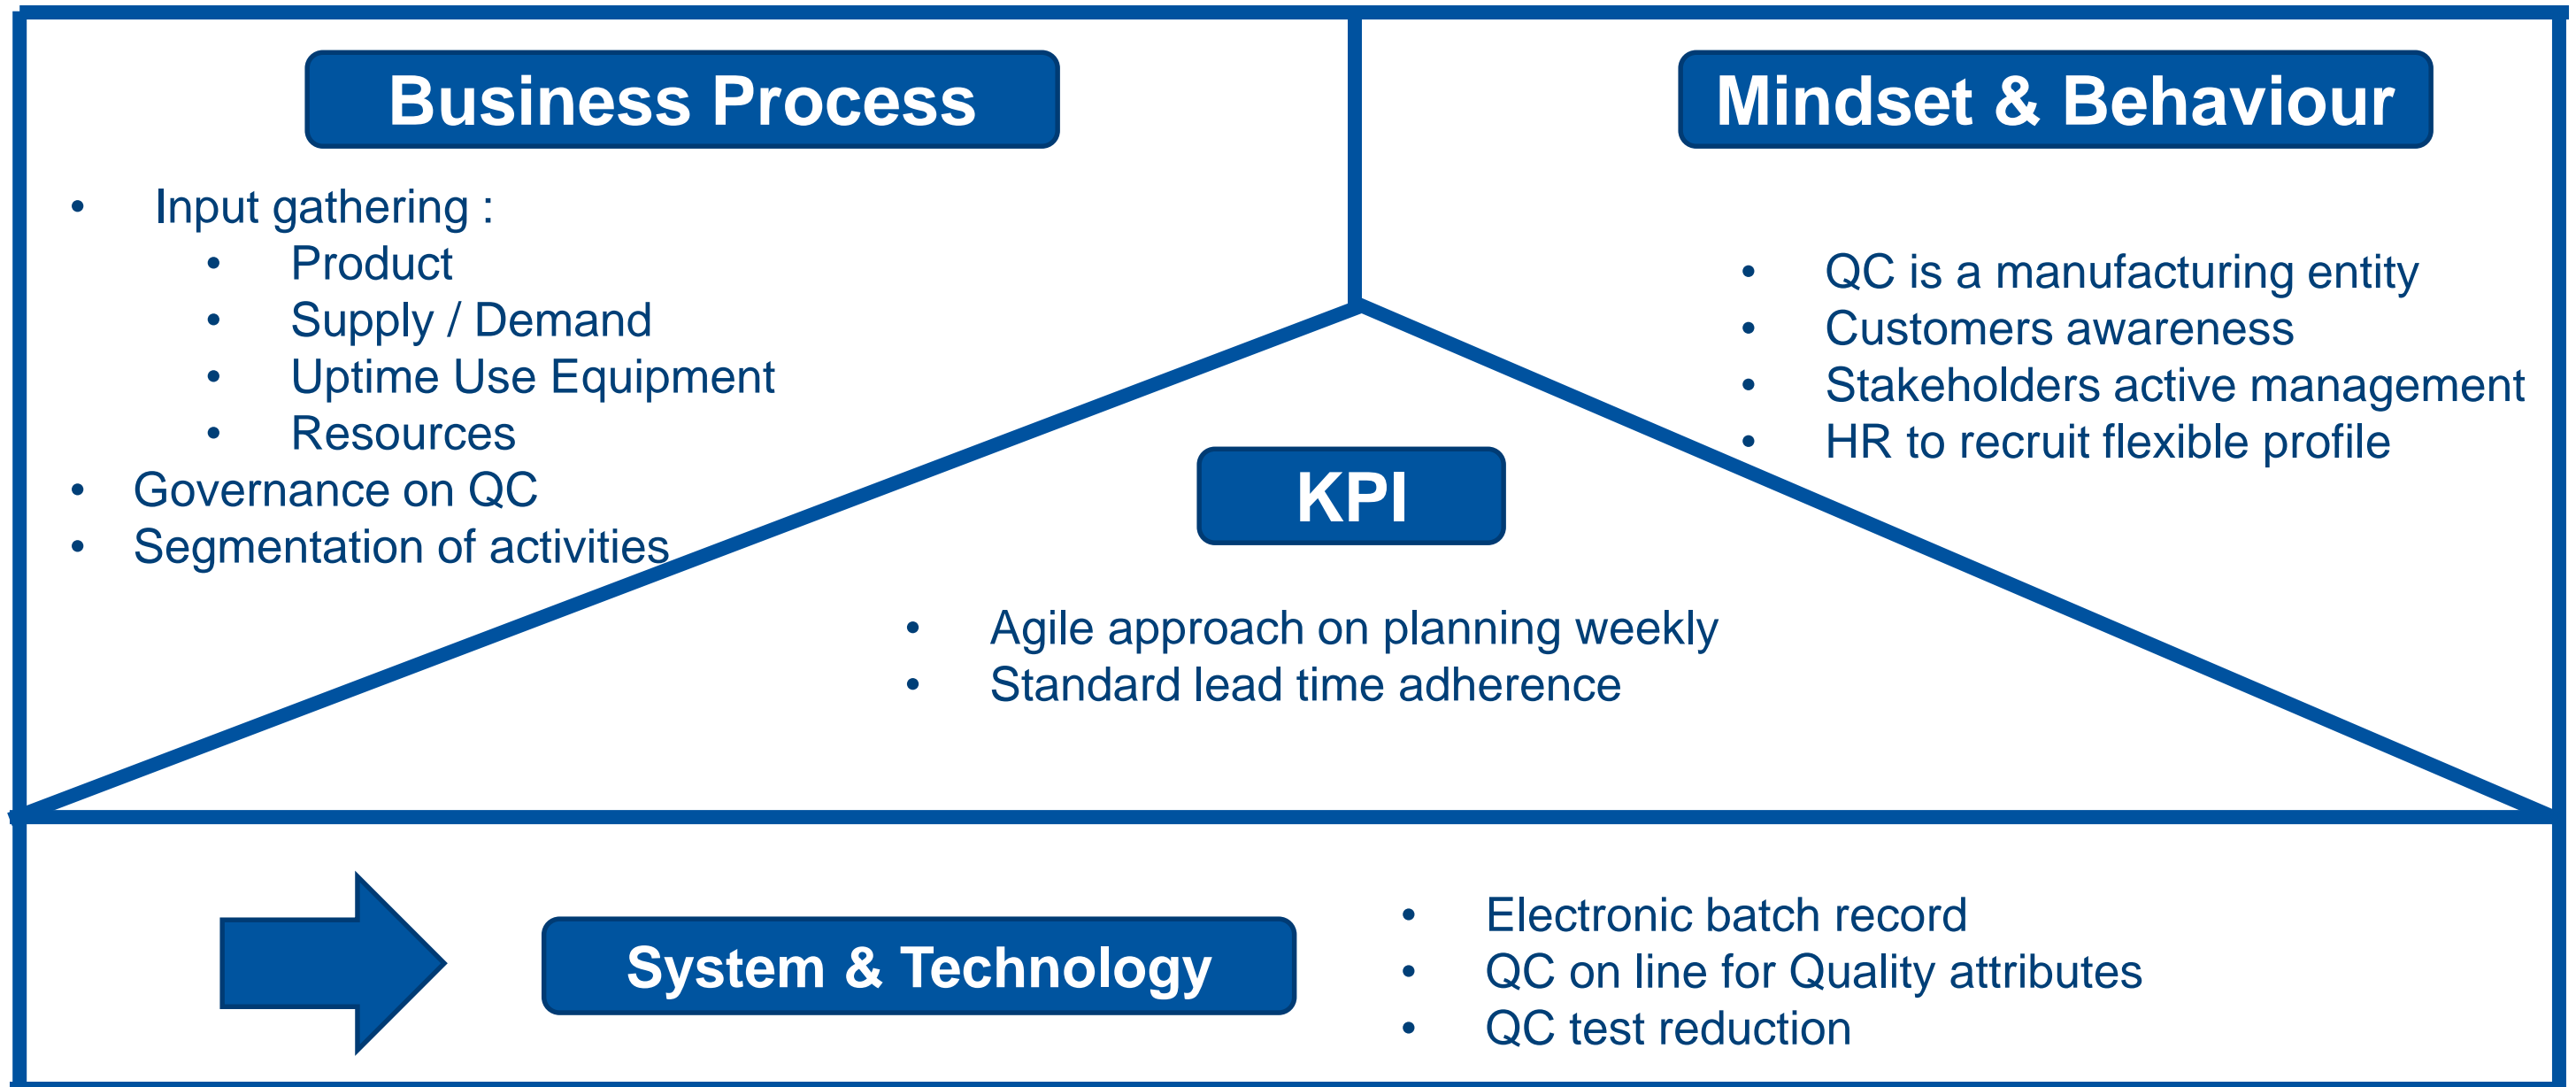 Business Process
• Input gathering :
• Product
• Supply / Demand
• Uptime Use Equipment
• Resources
• Governance on QC
• Segmentation of activities
Mindset & Behaviour
• QC is a manufacturing entity
• Customers awareness
• Stakeholders active management
• HR to recruit flexible profile
KPI
• Agile approach on planning weekly
• Standard lead time adherence
System & Technology
• Electronic batch record
• QC on line for Quality attributes
• QC test reduction